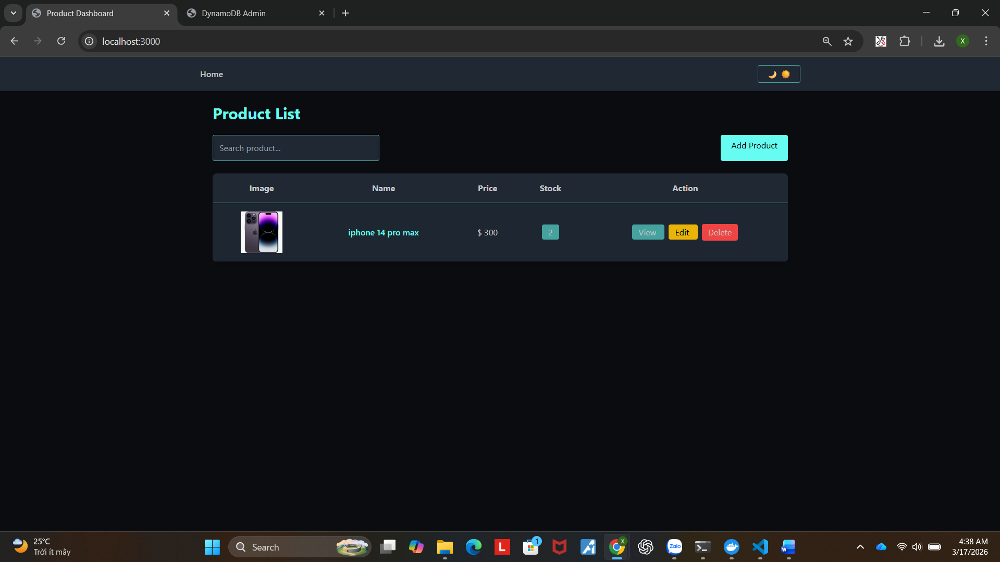 Product Dashboard
DynamoDB Admin
localhost:3000
X
Home
Product List
Search product...
Add Product
Image Name Price Stock Action
iphone 14 pro max $ 300 2 View Edit Delete
25°C
Trời ít mây
Search
L
1
X
Zalo
W
4:38 AM
3/17/2026